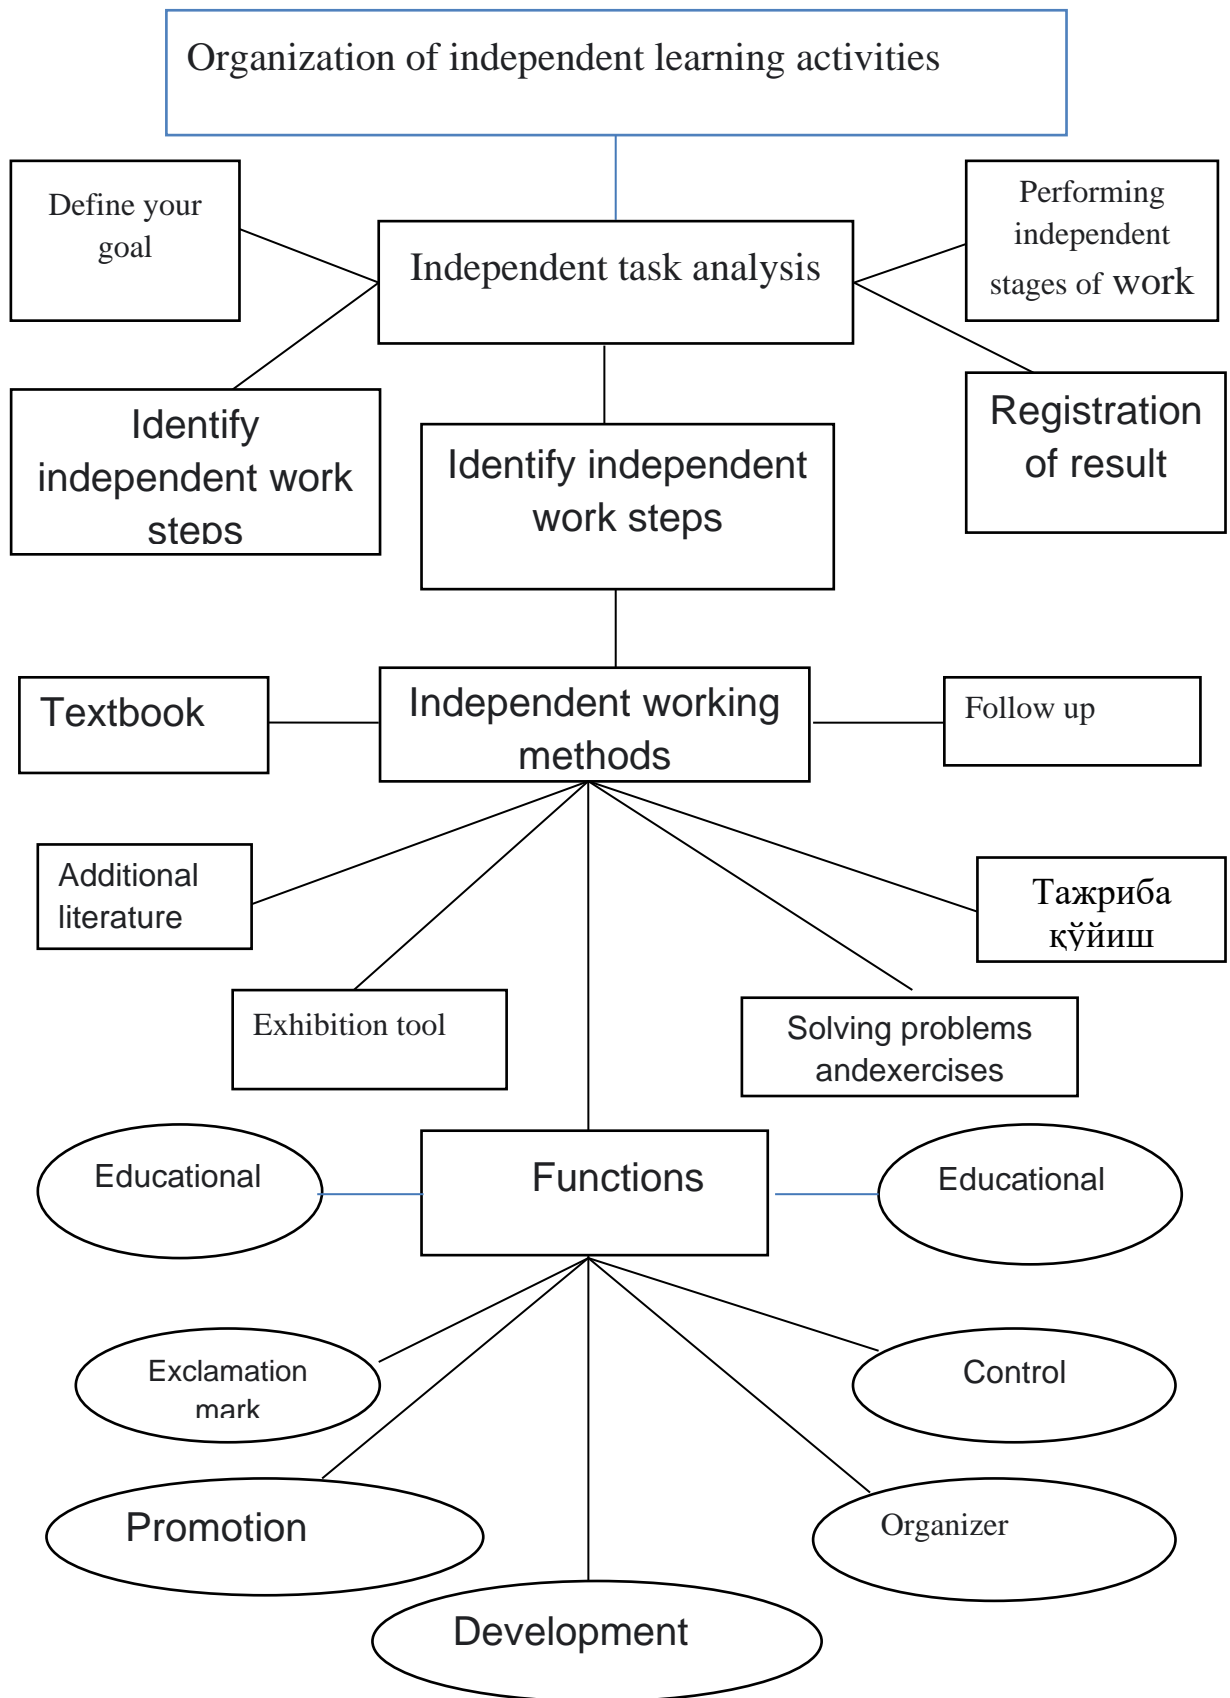 Organization of independent learning activities
Define your
goal
Independent task analysis
Performing
independent
stages of work
Identify
independent work
steps
Identify independent
work steps
Registration
of result
Textbook
Independent working
methods
Follow up
Additional
literature
Тажриба
қўйиш
Exhibition tool
Solving problems
andexercises
Educational
Functions
Educational
Exclamation
mark
Control
Promotion
Organizer
Development